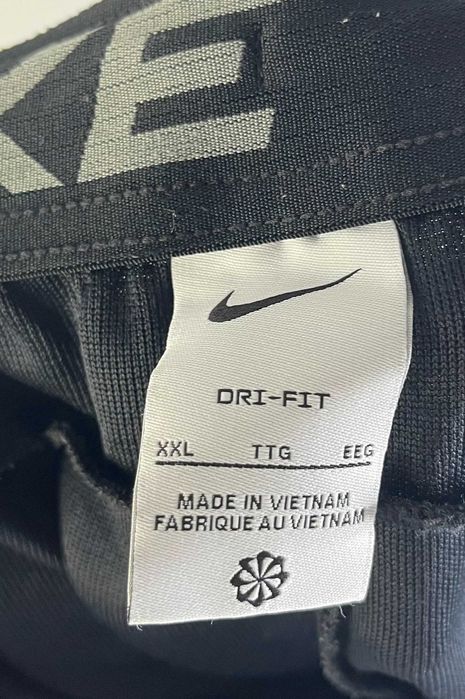 KE
DRI-FIT
XXL TTG EEG
MADE IN VIETNAM
FABRIQUE AU VIETNAM